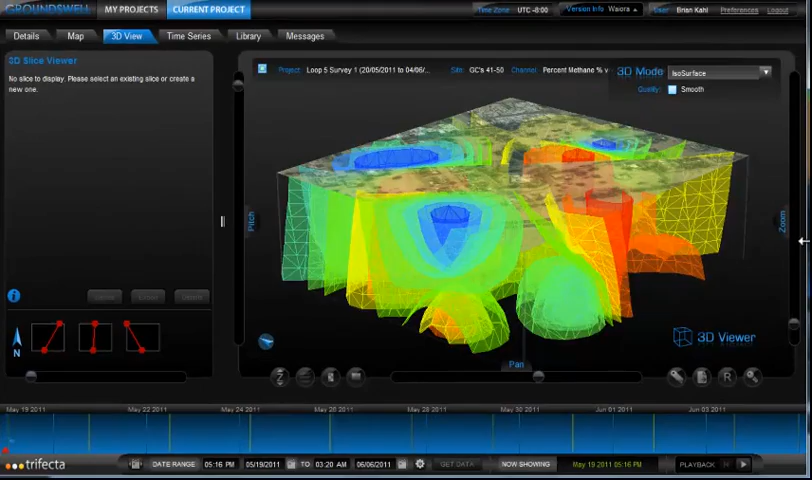 GROUNDSWELL MY PROJECTS CURRENT PROJECT Time Zone: UTC -8:00 Version Info Waiora User: Brian Kahl Preferences Logout
Details Map 3D View Time Series Library Messages
3D Slice Viewer
No slice to display. Please select an existing slice or create a
new one.
Project: Loop 5 Survey 1 (20/05/2011 to 04/06/... Site: GC's 41-50 Channel: Percent Methane % v
3D Mode IsoSurface
Quality: Smooth
Pitch
Zoom
Export Delete
N
3D Viewer
Pan
Z
R
May 19 2011 May 22 2011 May 24 2011 May 28 2011 May 30 2011 Jun 01 2011 Jun 03 2011
trifecta DATE RANGE 05:16 PM 05/19/2011 TO 03:20 AM 06/06/2011 GET DATA NOW SHOWING May 19 2011 05:16 PM PLAYBACK